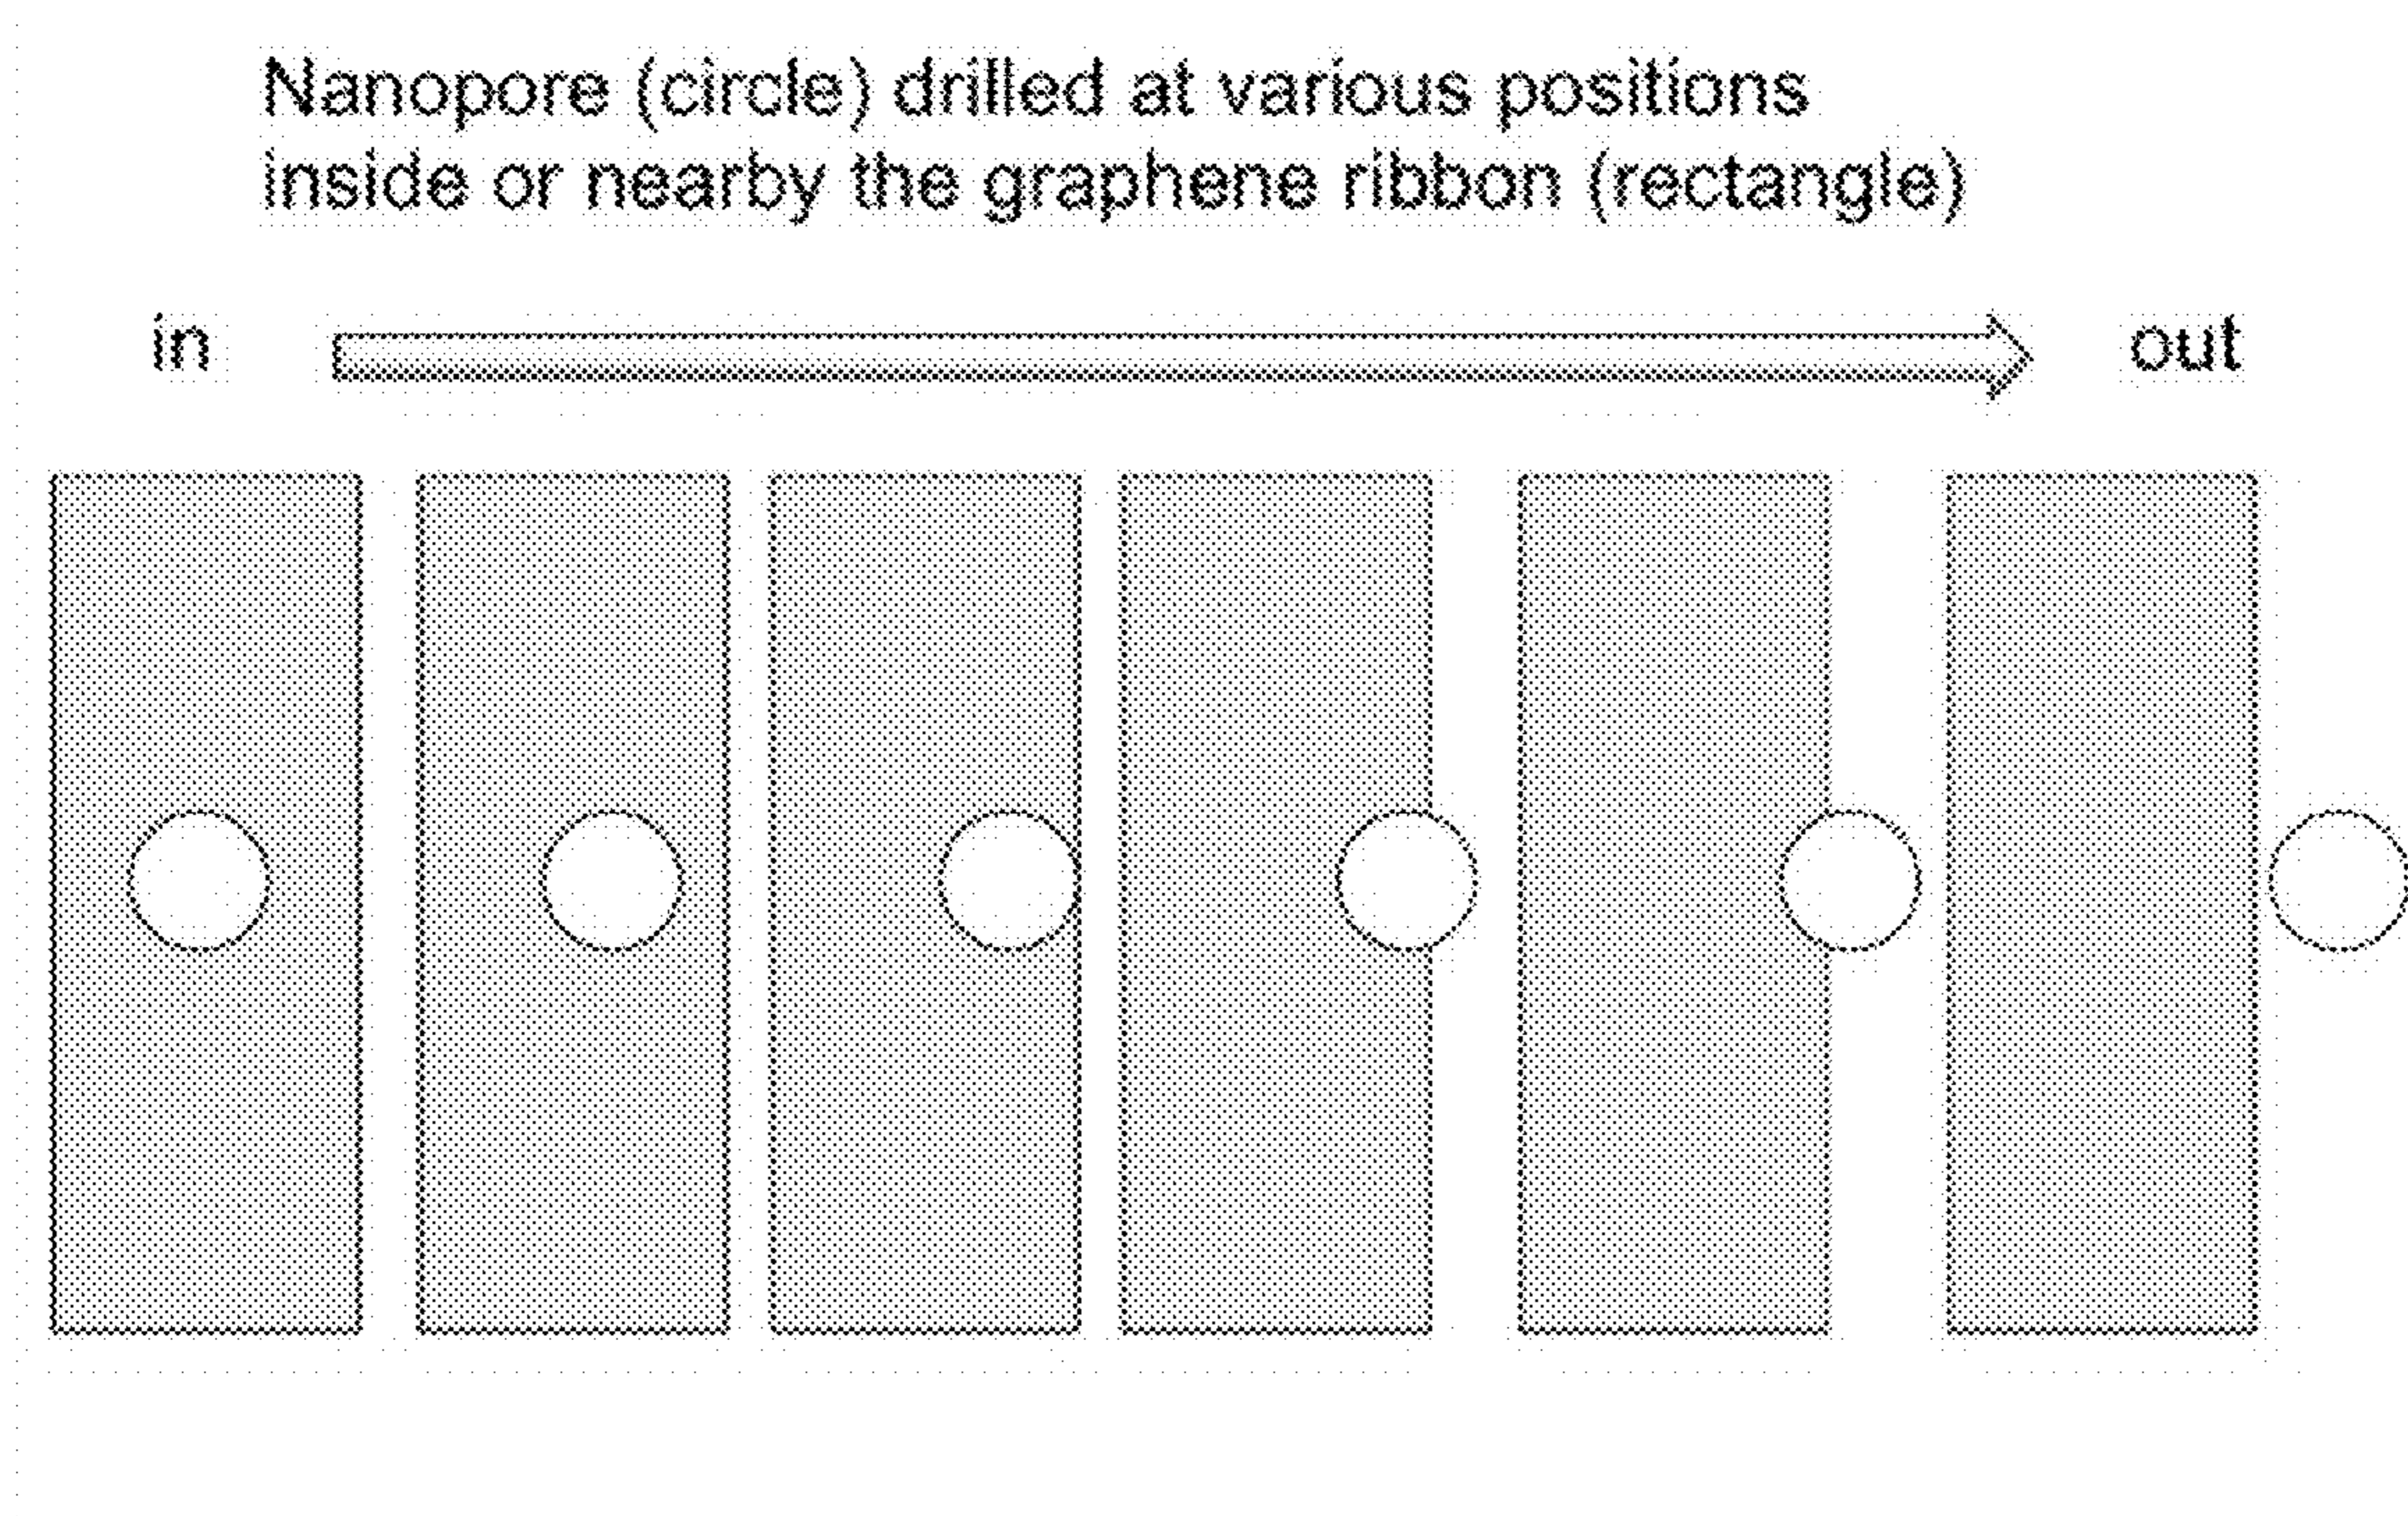 Nanopore (circle) drilled at various positions
inside or nearby the graphene ribbon (rectangle)
in
out